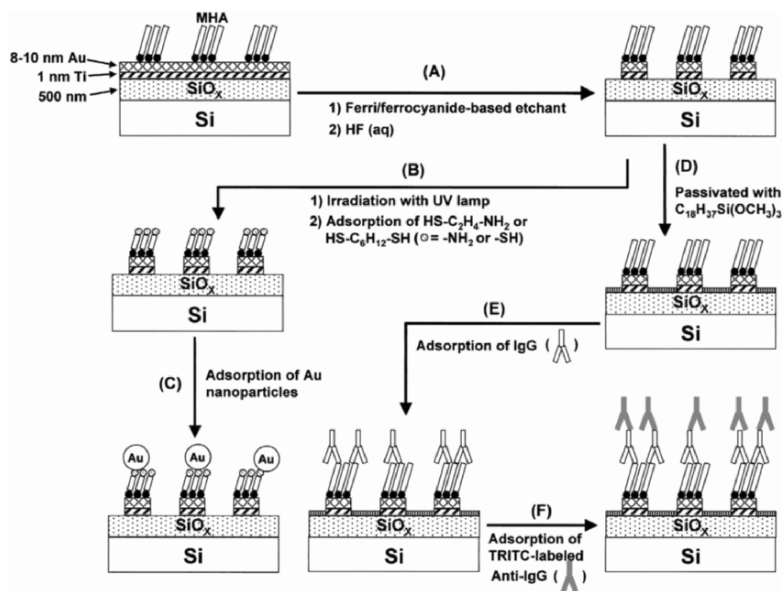 MHA
8-10 nm Au
1 nm Ti
500 nm
SiOX
Si
(A)
1) Ferri/ferrocyanide-based etchant
2) HF (aq)
SiOX
Si
(B)
1) Irradiation with UV lamp
2) Adsorption of HS-C2H4-NH2 or
HS-C6H12-SH (⊖= -NH2 or -SH)
(D)
Passivated with
C18H37Si(OCH3)3
SiOX
Si
SiOX
Si
(E)
Adsorption of IgG ( )
(C)
Adsorption of Au
nanoparticles
Au Au Au
SiOX
Si
SiOX
Si
(F)
Adsorption of
TRITC-labeled
Anti-IgG ( )
SiOX
Si